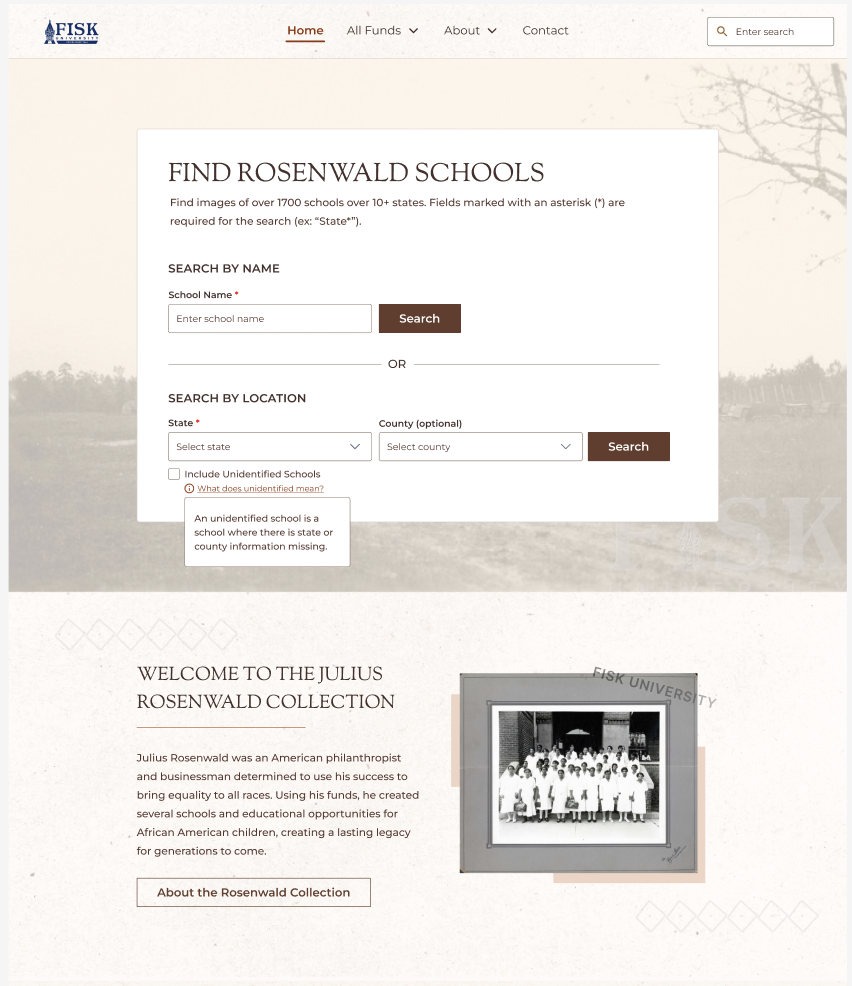 FISK
UNIVERSITY
Home
All Funds
About
Contact
Enter search
FIND ROSENWALD SCHOOLS
Find images of over 1700 schools over 10+ states. Fields marked with an asterisk (*) are
required for the search (ex: “State*”).
SEARCH BY NAME
School Name *
Enter school name
Search
OR
SEARCH BY LOCATION
State *
County (optional)
Select state
Select county
Search
Include Unidentified Schools
What does unidentified mean?
An unidentified school is a
school where there is state or
county information missing.
FISK
WELCOME TO THE JULIUS
ROSENWALD COLLECTION
Julius Rosenwald was an American philanthropist
and businessman determined to use his success to
bring equality to all races. Using his funds, he created
several schools and educational opportunities for
African American children, creating a lasting legacy
for generations to come.
About the Rosenwald Collection
FISK UNIVERSITY